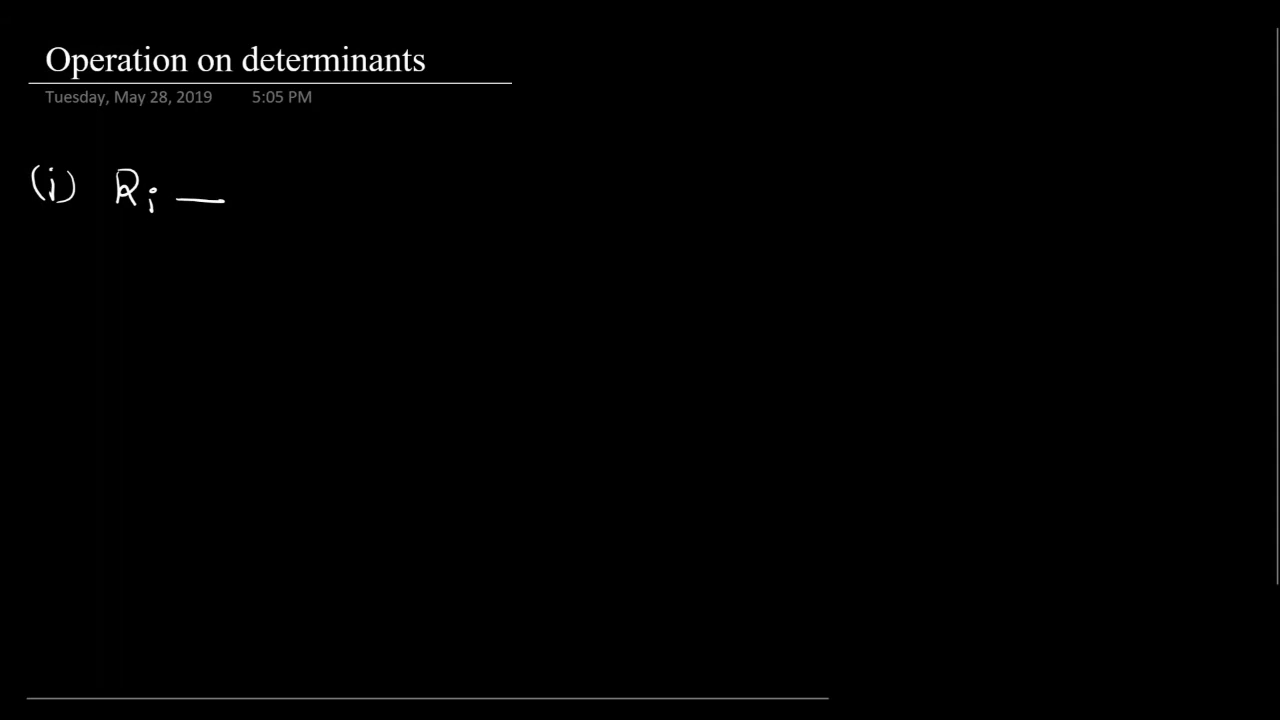 Operation on determinants
Tuesday, May 28, 2019 5:05 PM
(i) Ri —